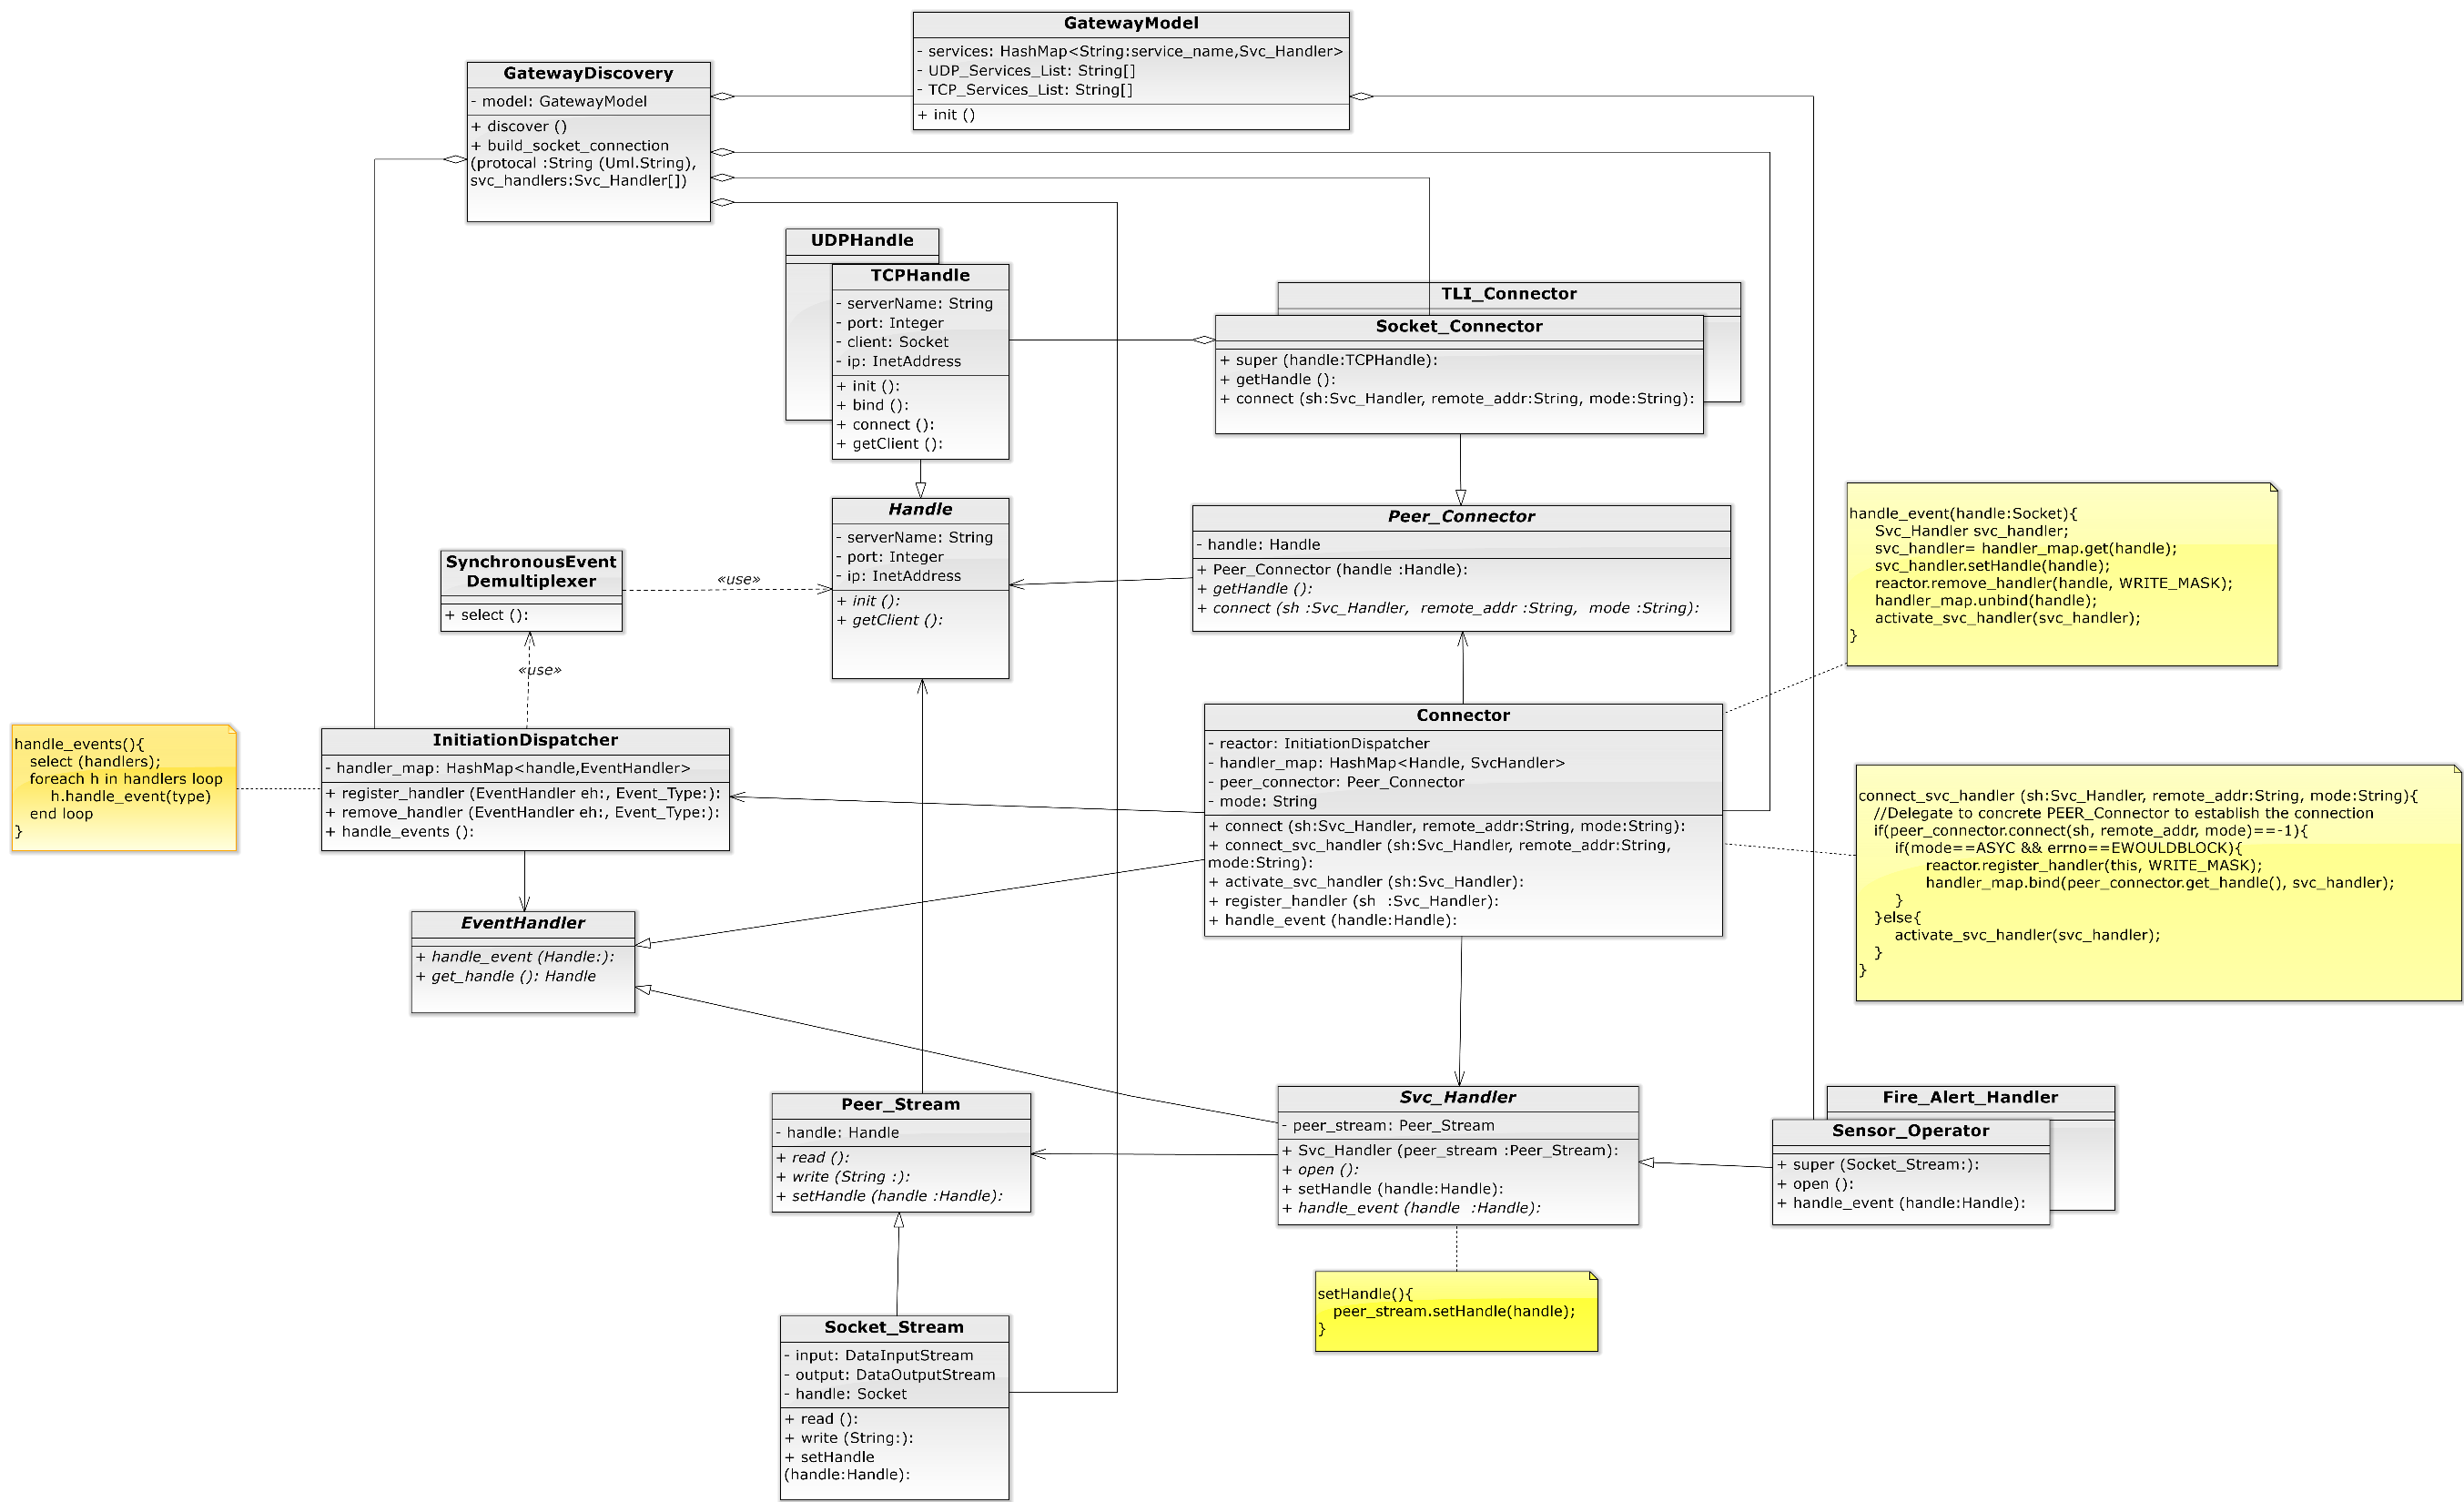 GatewayModel
- services: HashMap<String:service_name,Svc_Handler>
- UDP_Services_List: String[]
- TCP_Services_List: String[]
+ init ()
GatewayDiscovery
- model: GatewayModel
+ discover ()
+ build_socket_connection
(protocal :String (Uml.String),
svc_handlers:Svc_Handler[])
UDPHandle
TCPHandle
- serverName: String
- port: Integer
- client: Socket
- ip: InetAddress
+ init ():
+ bind ():
+ connect ():
+ getClient ():
TLI_Connector
Socket_Connector
+ super (handle:TCPHandle):
+ getHandle ():
+ connect (sh:Svc_Handler, remote_addr:String, mode:String):
Handle
- serverName: String
- port: Integer
- ip: InetAddress
+ init ():
+ getClient ():
Peer_Connector
- handle: Handle
+ Peer_Connector (handle :Handle):
+ getHandle ():
+ connect (sh :Svc_Handler,  remote_addr :String,  mode :String):
handle_event(handle:Socket){
Svc_Handler svc_handler;
svc_handler= handler_map.get(handle);
svc_handler.setHandle(handle);
reactor.remove_handler(handle, WRITE_MASK);
handler_map.unbind(handle);
activate_svc_handler(svc_handler);
}
SynchronousEvent
Demultiplexer
+ select ():
«use»
«use»
handle_events(){
select (handlers);
foreach h in handlers loop
h.handle_event(type)
end loop
}
InitiationDispatcher
- handler_map: HashMap<handle,EventHandler>
+ register_handler (EventHandler eh:, Event_Type:):
+ remove_handler (EventHandler eh:, Event_Type:):
+ handle_events ():
Connector
- reactor: InitiationDispatcher
- handler_map: HashMap<Handle, SvcHandler>
- peer_connector: Peer_Connector
- mode: String
+ connect (sh:Svc_Handler, remote_addr:String, mode:String):
+ connect_svc_handler (sh:Svc_Handler, remote_addr:String,
mode:String):
+ activate_svc_handler (sh:Svc_Handler):
+ register_handler (sh  :Svc_Handler):
+ handle_event (handle:Handle):
connect_svc_handler (sh:Svc_Handler, remote_addr:String, mode:String){
//Delegate to concrete PEER_Connector to establish the connection
if(peer_connector.connect(sh, remote_addr, mode)==-1){
if(mode==ASYC && errno==EWOULDBLOCK){
reactor.register_handler(this, WRITE_MASK);
handler_map.bind(peer_connector.get_handle(), svc_handler);
}
}else{
activate_svc_handler(svc_handler);
}
}
EventHandler
+ handle_event (Handle:):
+ get_handle (): Handle
Peer_Stream
- handle: Handle
+ read ():
+ write (String :):
+ setHandle (handle :Handle):
Svc_Handler
- peer_stream: Peer_Stream
+ Svc_Handler (peer_stream :Peer_Stream):
+ open ():
+ setHandle (handle:Handle):
+ handle_event (handle  :Handle):
Fire_Alert_Handler
Sensor_Operator
+ super (Socket_Stream:):
+ open ():
+ handle_event (handle:Handle):
setHandle(){
peer_stream.setHandle(handle);
}
Socket_Stream
- input: DataInputStream
- output: DataOutputStream
- handle: Socket
+ read ():
+ write (String:):
+ setHandle
(handle:Handle):